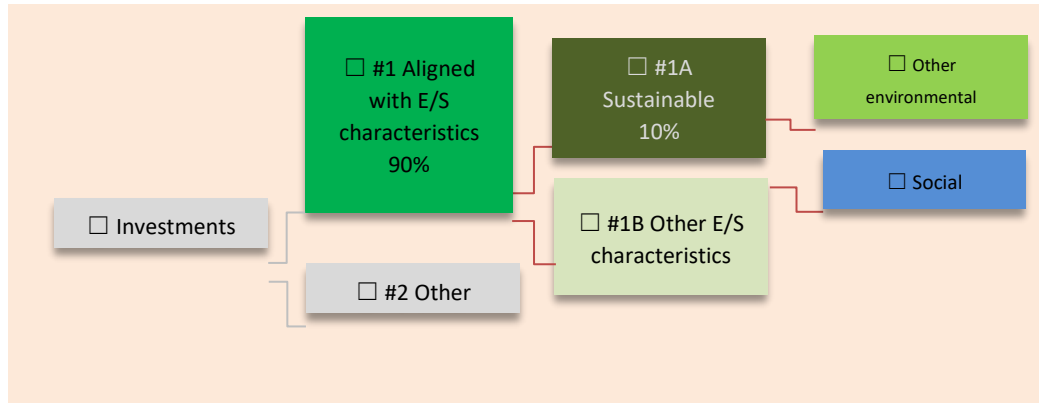 ☐ Investments
☐ #1 Aligned
with E/S
characteristics
90%
☐ #2 Other
☐ #1A
Sustainable
10%
☐ #1B Other E/S
characteristics
☐ Other
environmental
☐ Social